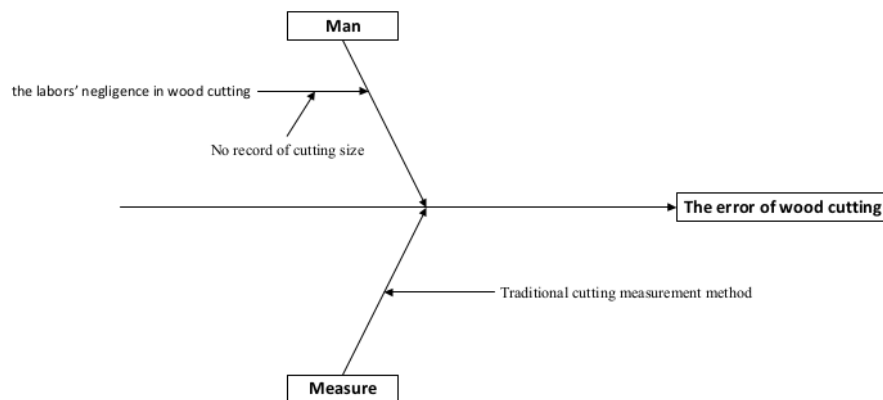 Man
the labors' negligence in wood cutting
No record of cutting size
The error of wood cutting
Traditional cutting measurement method
Measure